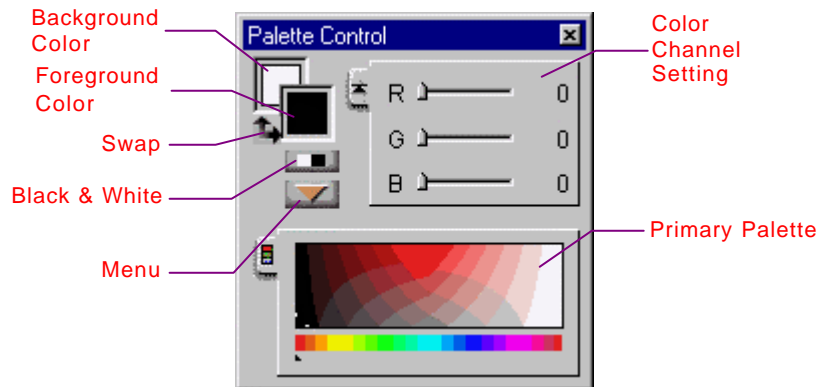 Background
Color
Foreground
Color
Swap
Black & White
Menu
Palette Control
R 0
G 0
B 0
Color
Channel
Setting
Primary Palette